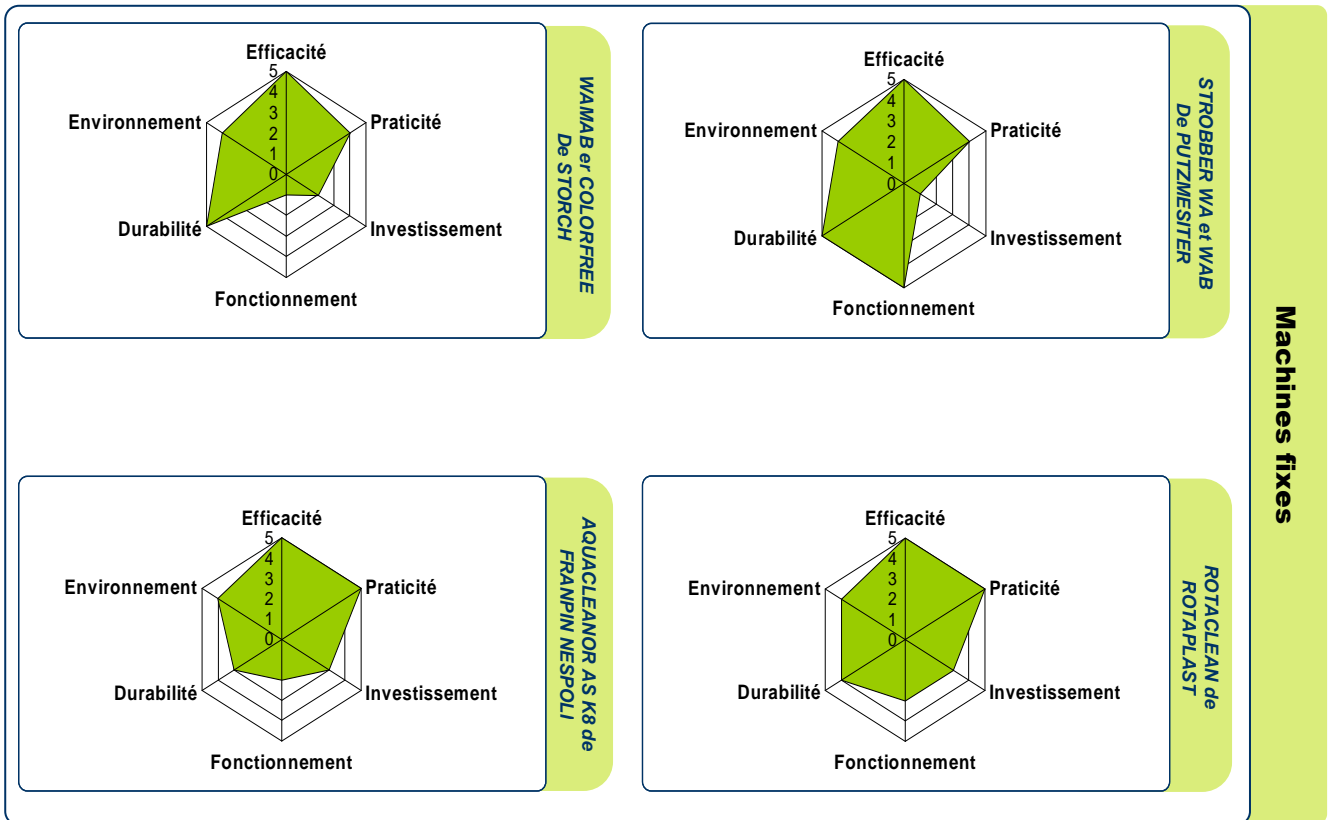 Efficacité
5
4
3
2
1
0
Environnement
Praticité
Durabilité
Investissement
Fonctionnement
WAMAB er COLORFREE
De STORCH
Efficacité
5
4
3
2
1
0
Environnement
Praticité
Durabilité
Investissement
Fonctionnement
STROBBER WA et WAB
De PUTZMESITER
Efficacité
5
4
3
2
1
0
Environnement
Praticité
Durabilité
Investissement
Fonctionnement
AQUACLEANOR AS K8 de
FRANPIN NESPOLI
Efficacité
5
4
3
2
1
0
Environnement
Praticité
Durabilité
Investissement
Fonctionnement
ROTACLEAN de
ROTAPLAST
Machines fixes